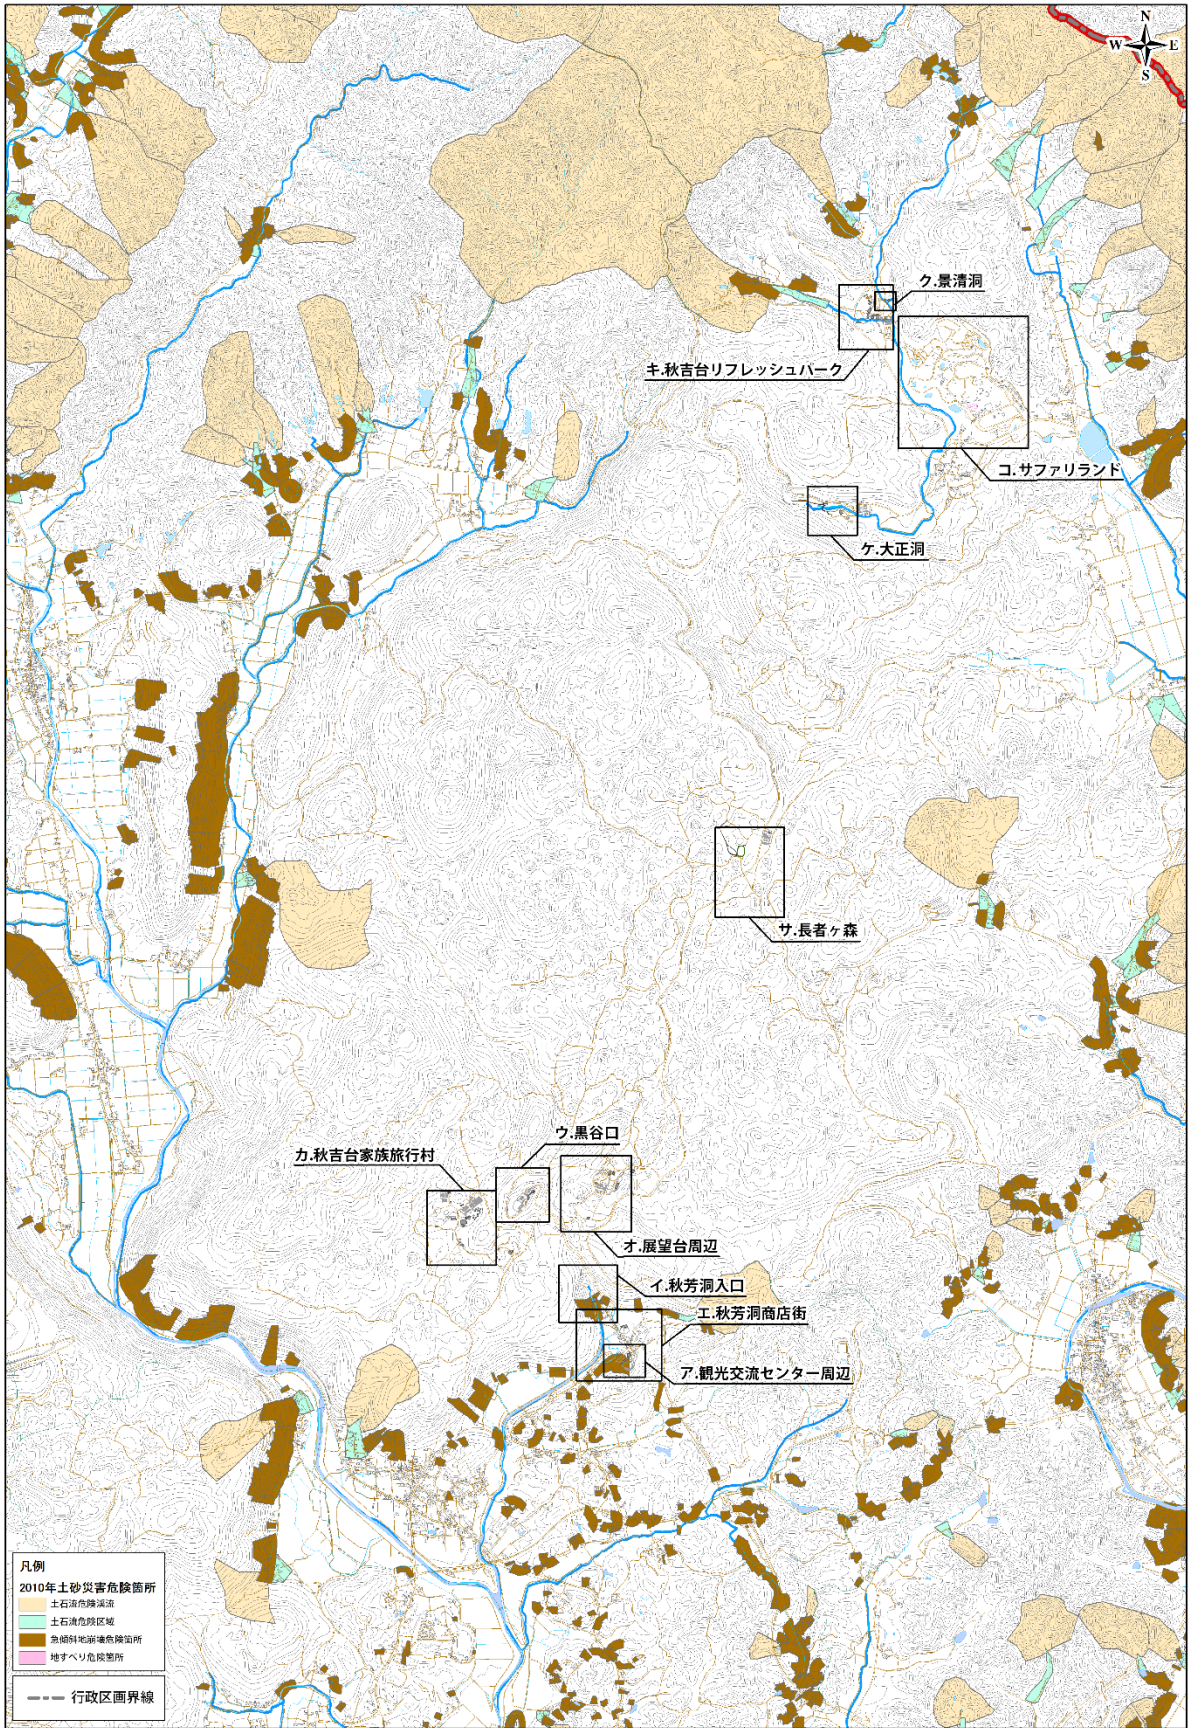 N
W E
S
ク.景清洞
キ.秋吉台リフレッシュパーク
コ.サファリランド
ケ.大正洞
サ.長者ヶ森
ウ.黒谷口
カ.秋吉台家族旅行村
オ.展望台周辺
イ.秋芳洞入口
エ.秋芳洞商店街
ア.観光交流センター周辺
凡例
2010年土砂災害危険箇所
土石流危険渓流
土石流危険区域
急傾斜地崩壊危険箇所
地すべり危険箇所
行政区画界線